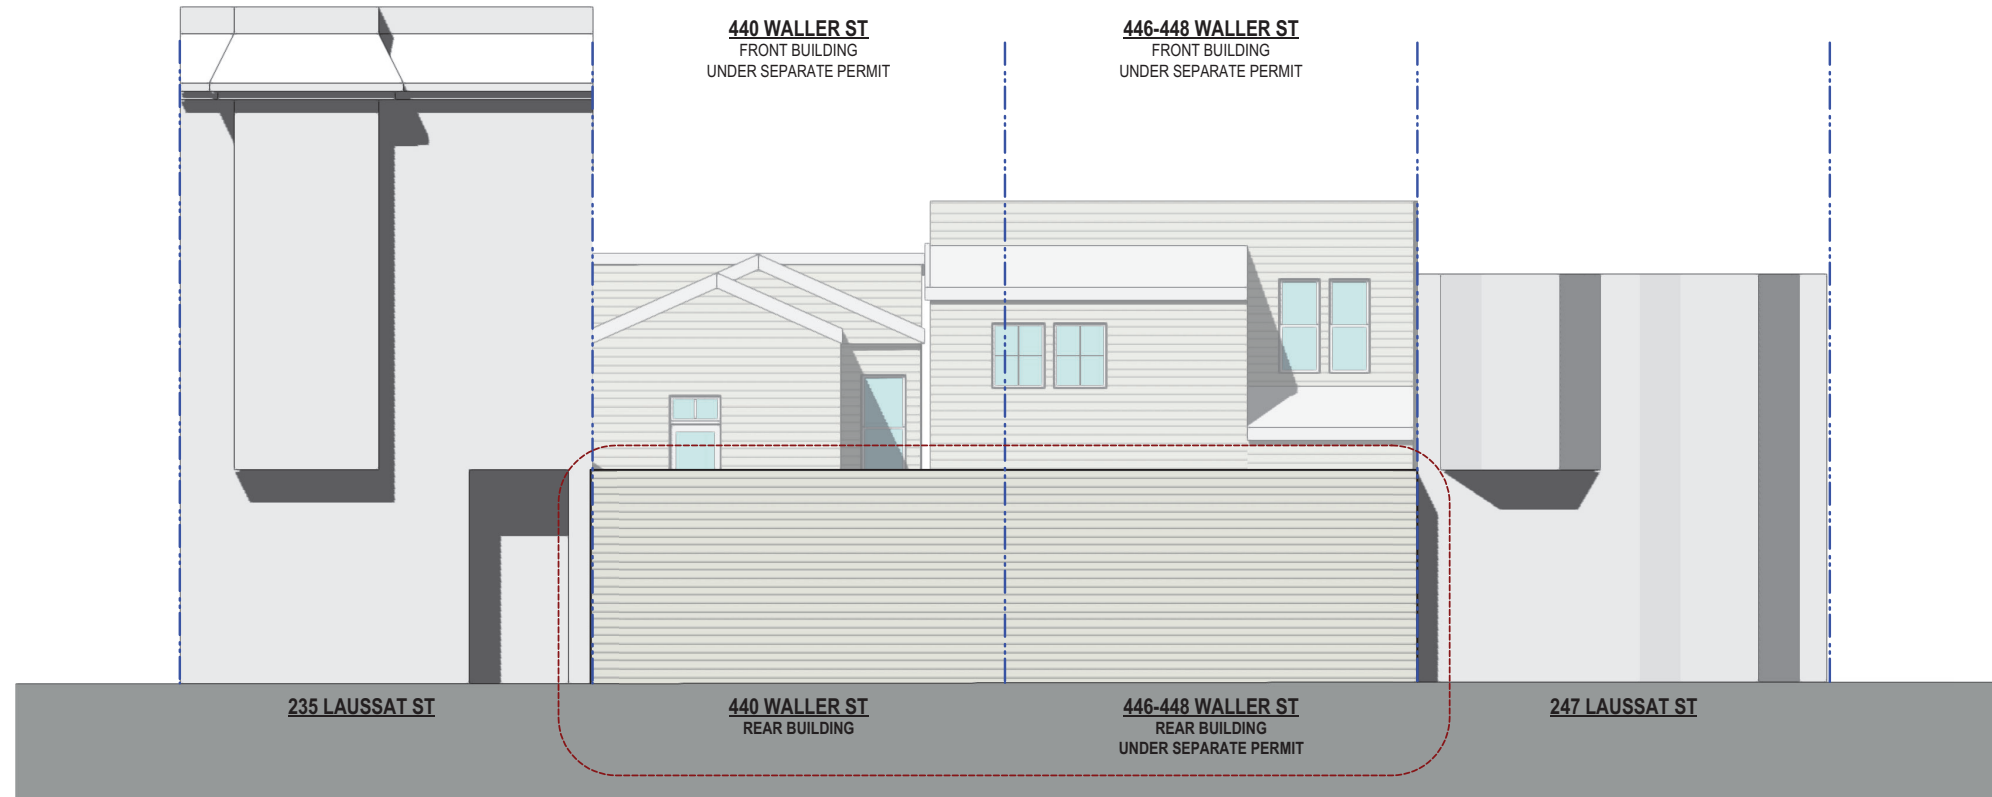 440 WALLER ST
FRONT BUILDING
UNDER SEPARATE PERMIT
446-448 WALLER ST
FRONT BUILDING
UNDER SEPARATE PERMIT
235 LAUSSAT ST
440 WALLER ST
REAR BUILDING
446-448 WALLER ST
REAR BUILDING
UNDER SEPARATE PERMIT
247 LAUSSAT ST